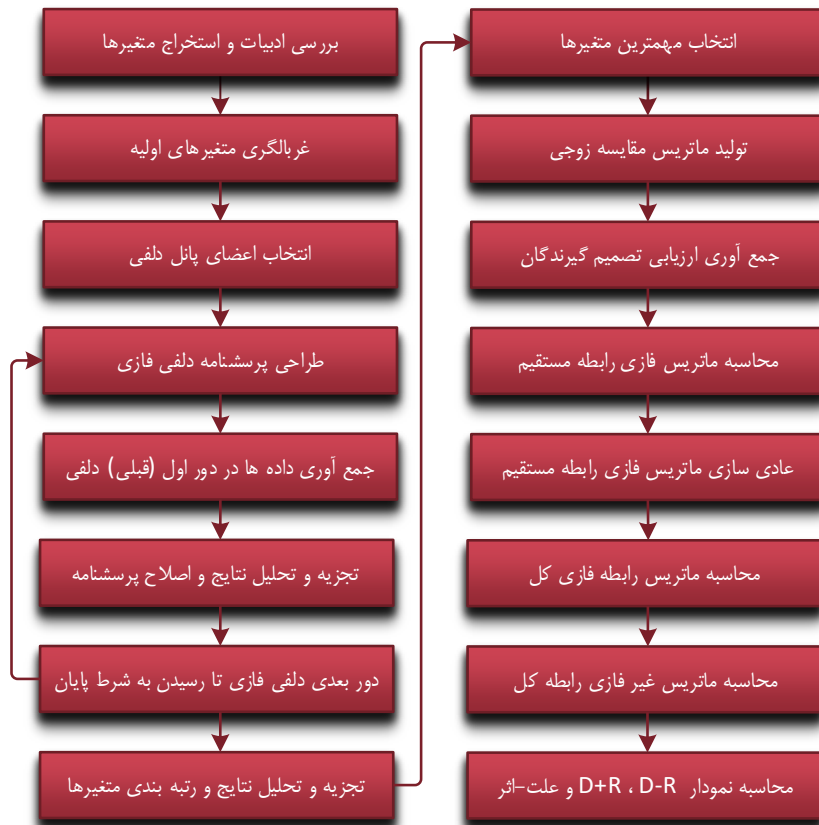 بررسی ادبیات و استخراج متغیرها
غربالگری متغیرهای اولیه
انتخاب اعضای پانل دلفی
طراحی پرسشنامه دلفی فازی
جمع آوری داده ها در دور اول (قبلی) دلفی
تجزیه و تحلیل نتایج و اصلاح پرسشنامه
دور بعدی دلفی فازی تا رسیدن به شرط پایان
تجزیه و تحلیل نتایج و رتبه بندی متغیرها
انتخاب مهمترین متغیرها
تولید ماتریس مقایسه زوجی
جمع آوری ارزیابی تصمیم گیرندگان
محاسبه ماتریس فازی رابطه مستقیم
عادی سازی ماتریس فازی رابطه مستقیم
محاسبه ماتریس رابطه فازی کل
محاسبه ماتریس غیر فازی رابطه کل
محاسبه نمودار D+R ، D-R و علت-اثر